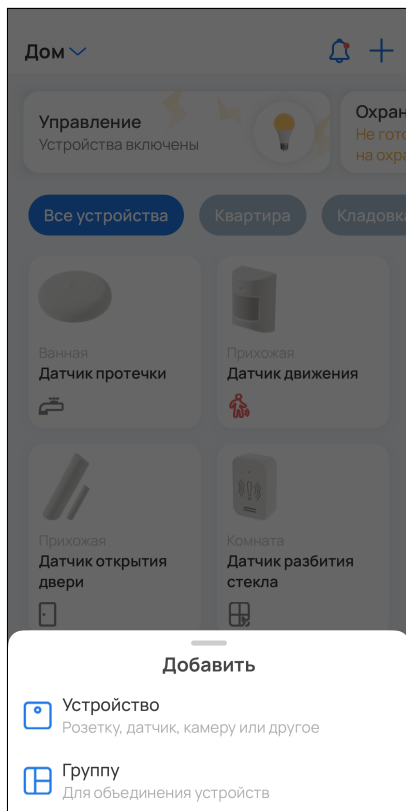 Дом
Управление
Устройства включены
Охран
Не гото
на охра
Все устройства
Квартира
Кладовка
Ванная
Датчик протечки
Прихожая
Датчик движения
Прихожая
Датчик открытия
двери
Комната
Датчик разбития
стекла
Добавить
Устройство
Розетку, датчик, камеру или другое
Группу
Для объединения устройств